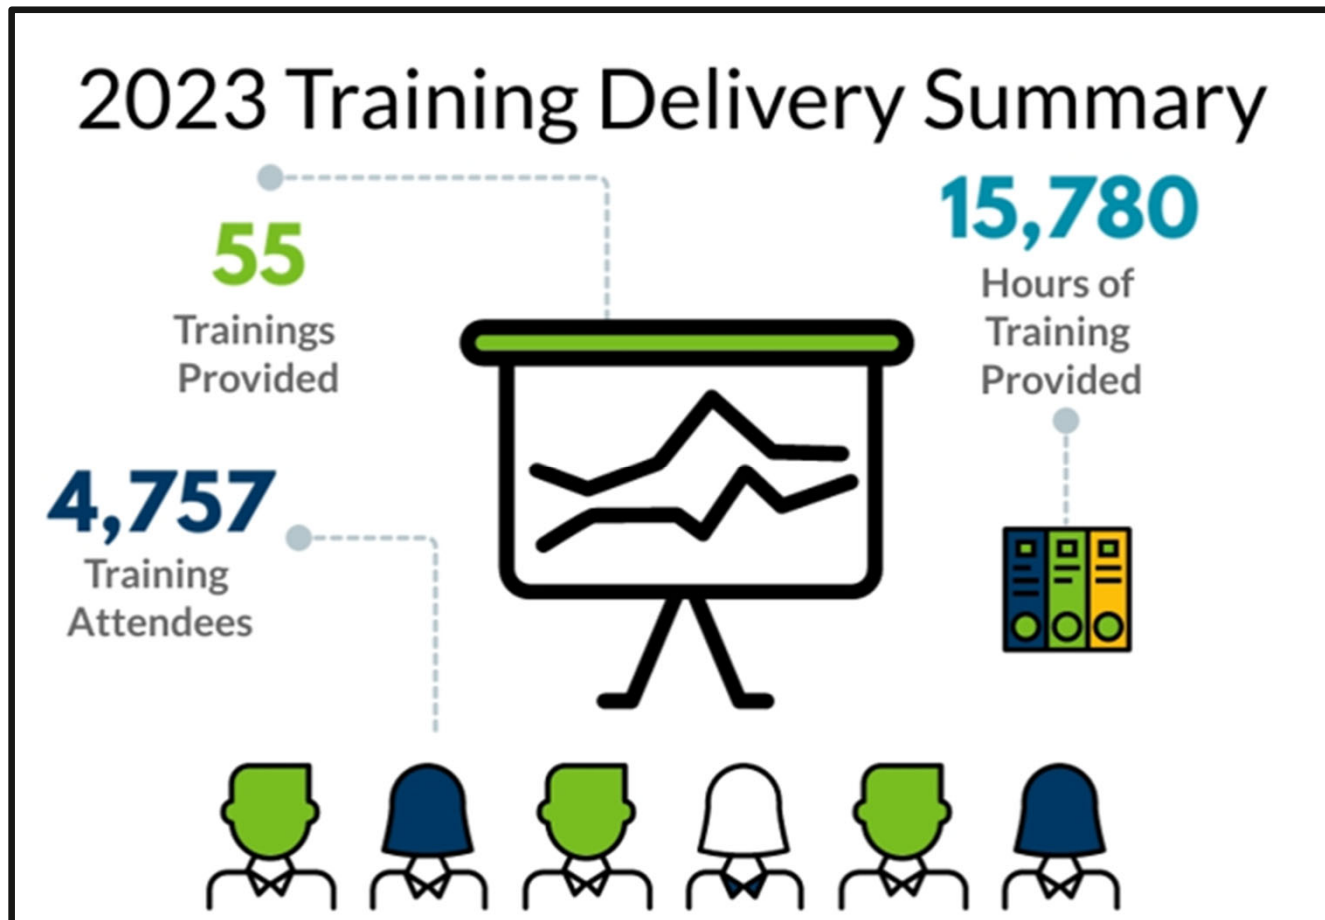 2023 Training Delivery Summary
55
Trainings
Provided
15,780
Hours of
Training
Provided
4,757
Training
Attendees